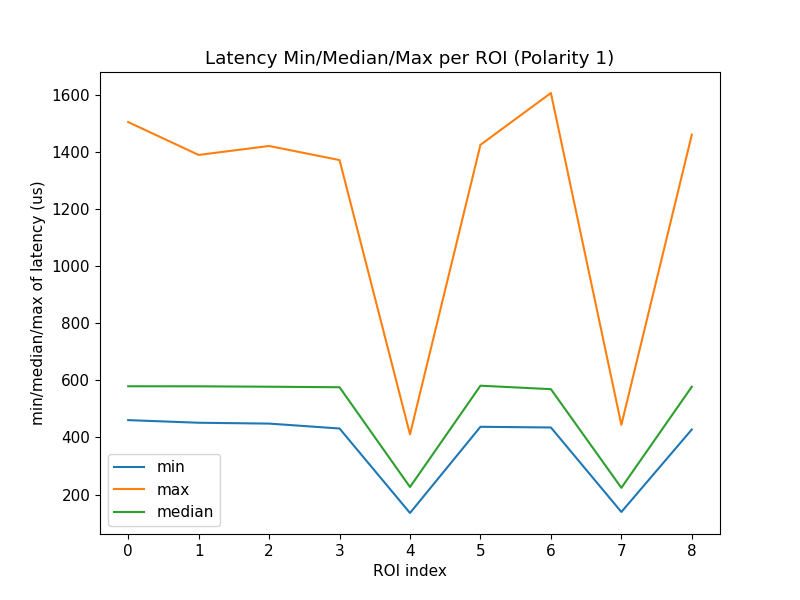 Latency Min/Median/Max per ROI (Polarity 1)
min/median/max of latency (us)
1600
1400
1200
1000
800
600
400
200
min
max
median
0 1 2 3 4 5 6 7 8
ROI index